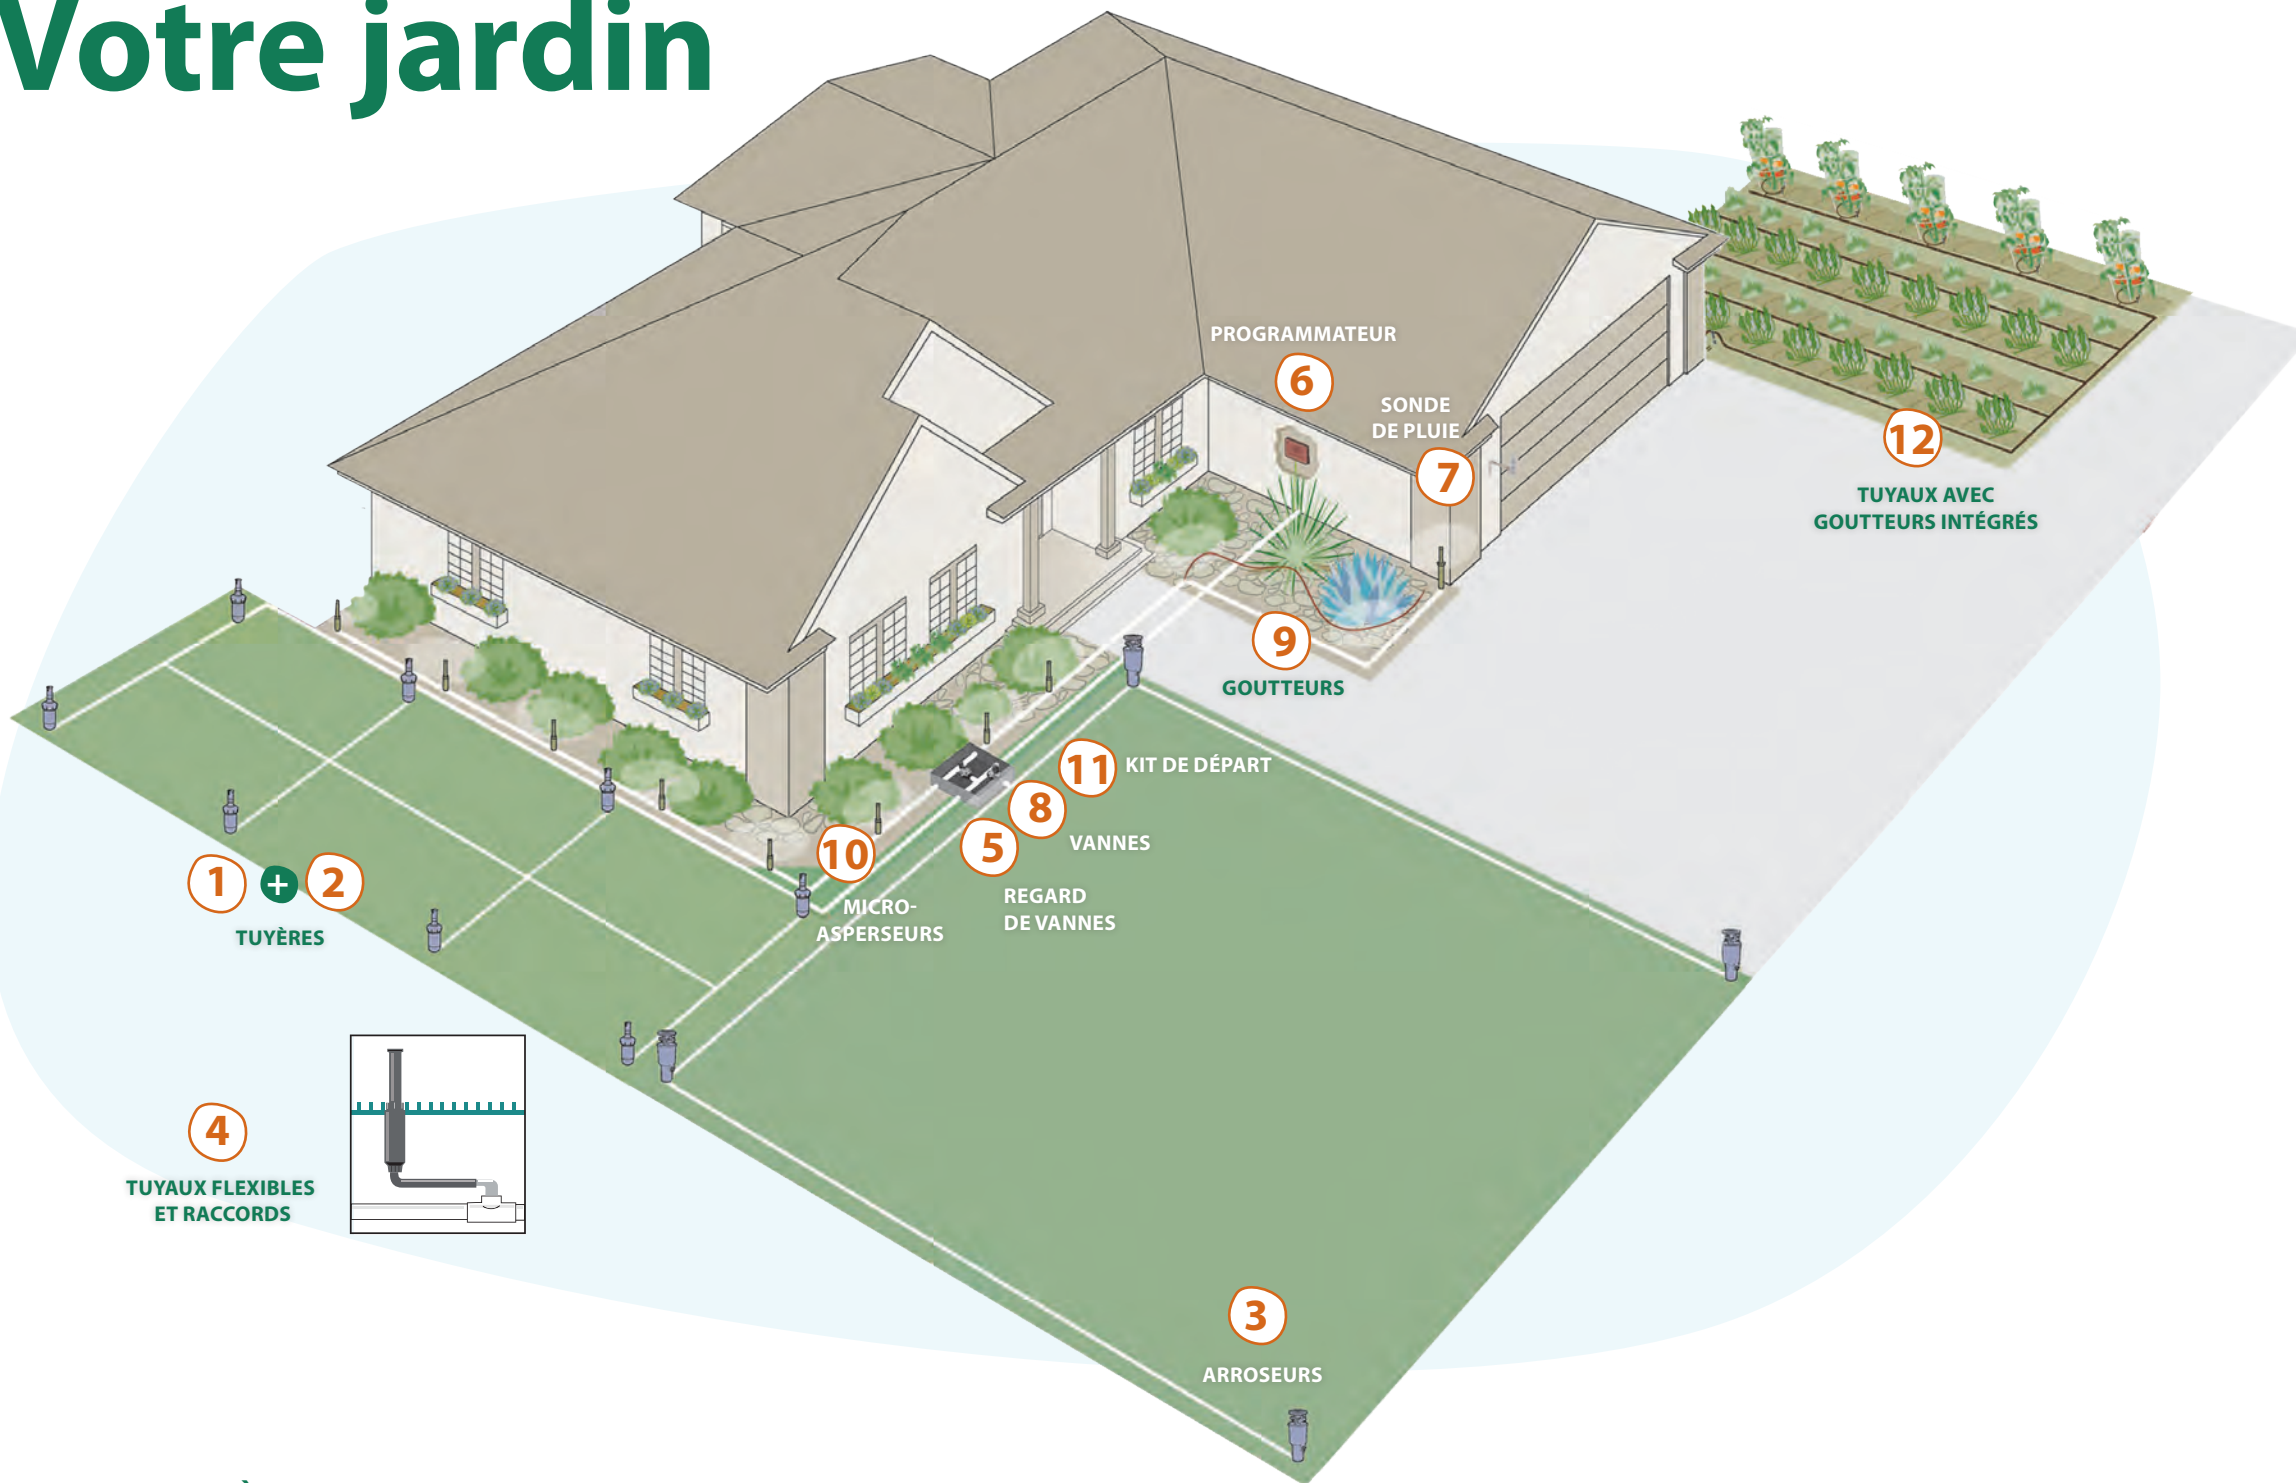 Votre jardin
PROGRAMMATEUR
6
SONDE
DE PLUIE
7
12
TUYAUX AVEC
GOUTTEURS INTÉGRÉS
9
GOUTTEURS
11 KIT DE DÉPART
8
VANNES
5
REGARD
DE VANNES
10
MICRO-
ASPERSEURS
1 + 2
TUYÈRES
4
TUYAUX FLEXIBLES
ET RACCORDS
3
ARROSEURS